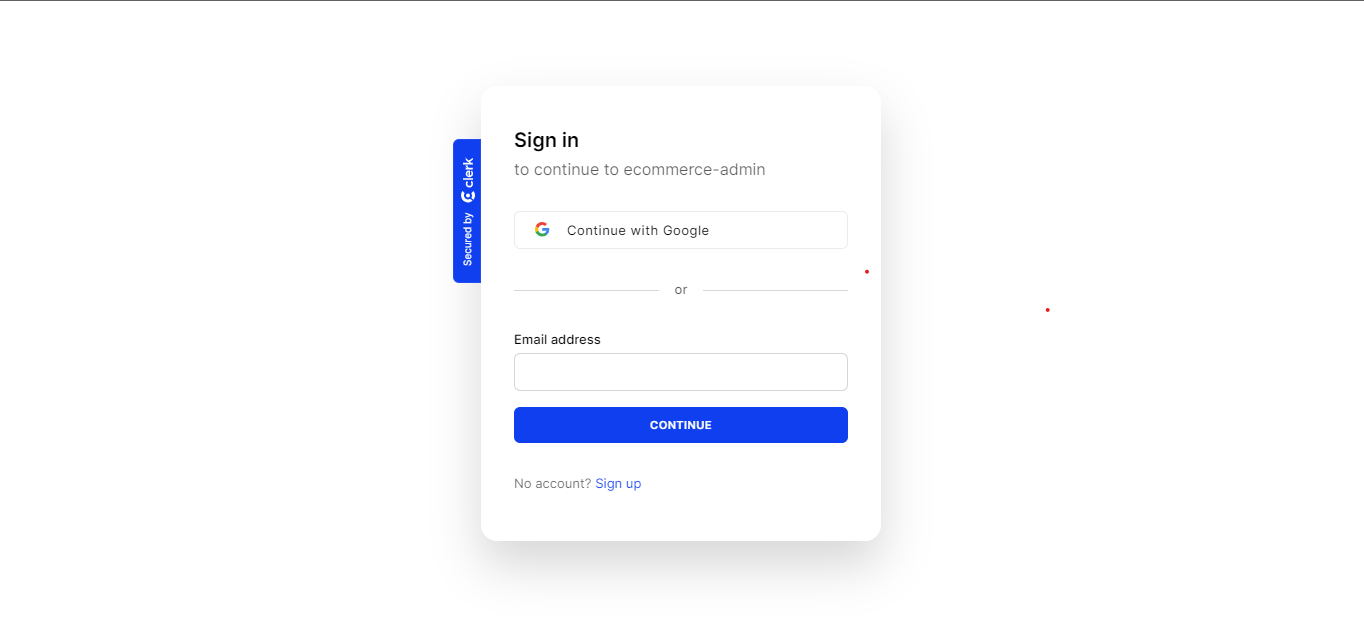 Sign in
to continue to ecommerce-admin
Secured by clerk
Continue with Google
or
Email address
CONTINUE
No account? Sign up